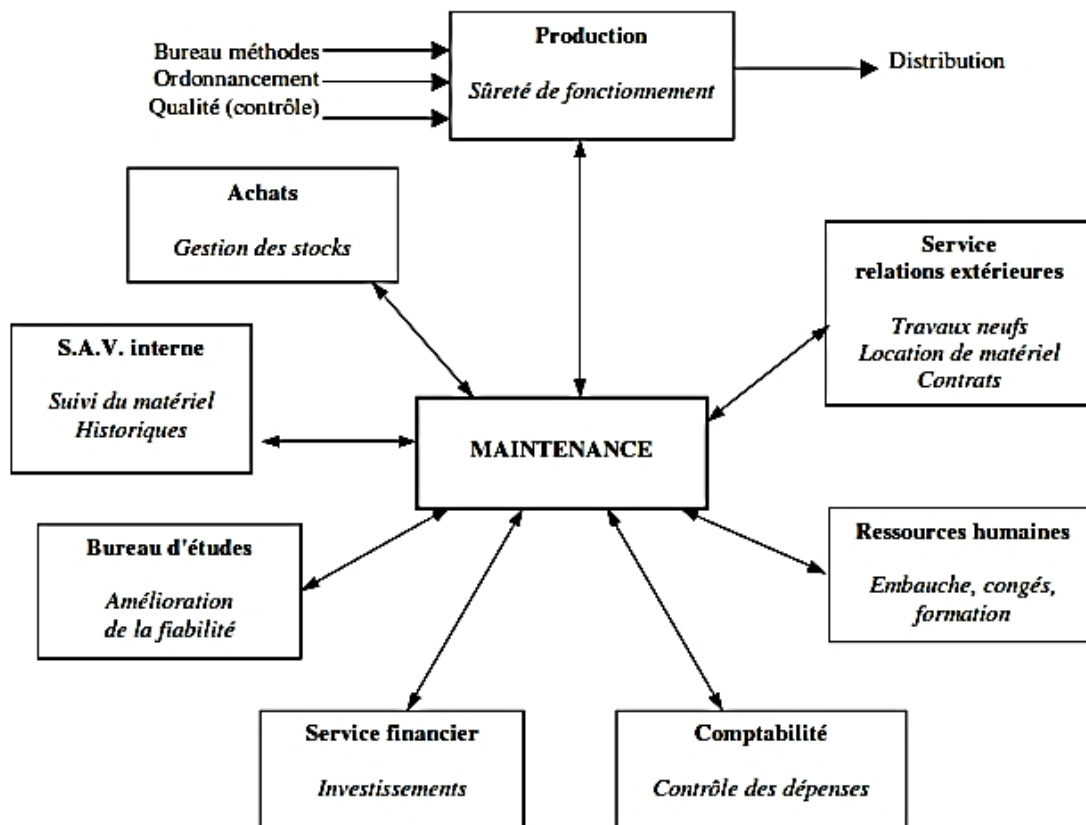 Production
Sûreté de fonctionnement
Bureau méthodes
Ordonnancement
Qualité (contrôle)
Distribution
Achats
Gestion des stocks
Service
relations extérieures
Travaux neufs
Location de matériel
Contrats
S.A.V. interne
Suivi du matériel
Historiques
MAINTENANCE
Bureau d'études
Amélioration
de la fiabilité
Ressources humaines
Embauche, congés,
formation
Service financier
Investissements
Comptabilité
Contrôle des dépenses